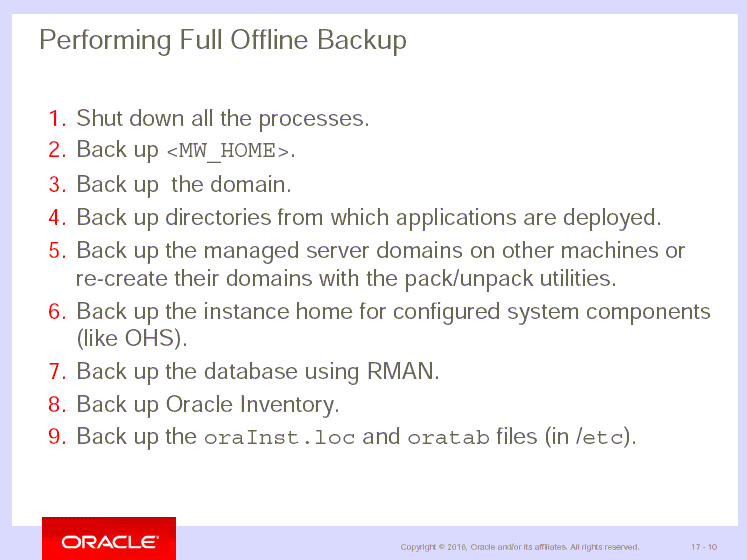 Performing Full Offline Backup
1. Shut down all the processes.
2. Back up <MW_HOME>.
3. Back up the domain.
4. Back up directories from which applications are deployed.
5. Back up the managed server domains on other machines or
re-create their domains with the pack/unpack utilities.
6. Back up the instance home for configured system components
(like OHS).
7. Back up the database using RMAN.
8. Back up Oracle Inventory.
9. Back up the oraInst.loc and oratab files (in /etc).
ORACLE
Copyright © 2016, Oracle and/or its affiliates. All rights reserved.
17 - 10